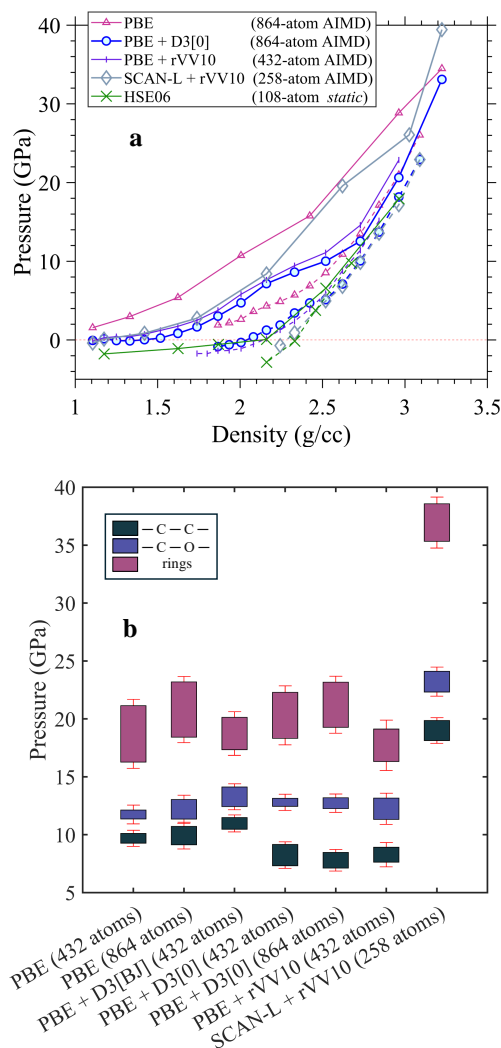 PBE (864-atom AIMD)
PBE + D3[0] (864-atom AIMD)
PBE + rVV10 (432-atom AIMD)
SCAN-L + rVV10 (258-atom AIMD)
HSE06 (108-atom static)
a
40
30
20
10
0
Pressure (GPa)
1 1.5 2 2.5 3 3.5
Density (g/cc)
b
— C — C —
— C — O —
rings
40
35
30
25
20
15
10
5
Pressure (GPa)
PBE (432 atoms)
PBE (864 atoms)
PBE + D3[BJ] (432 atoms)
PBE + D3[0] (432 atoms)
PBE + D3[0] (864 atoms)
PBE + rVV10 (432 atoms)
SCAN-L + rVV10 (258 atoms)